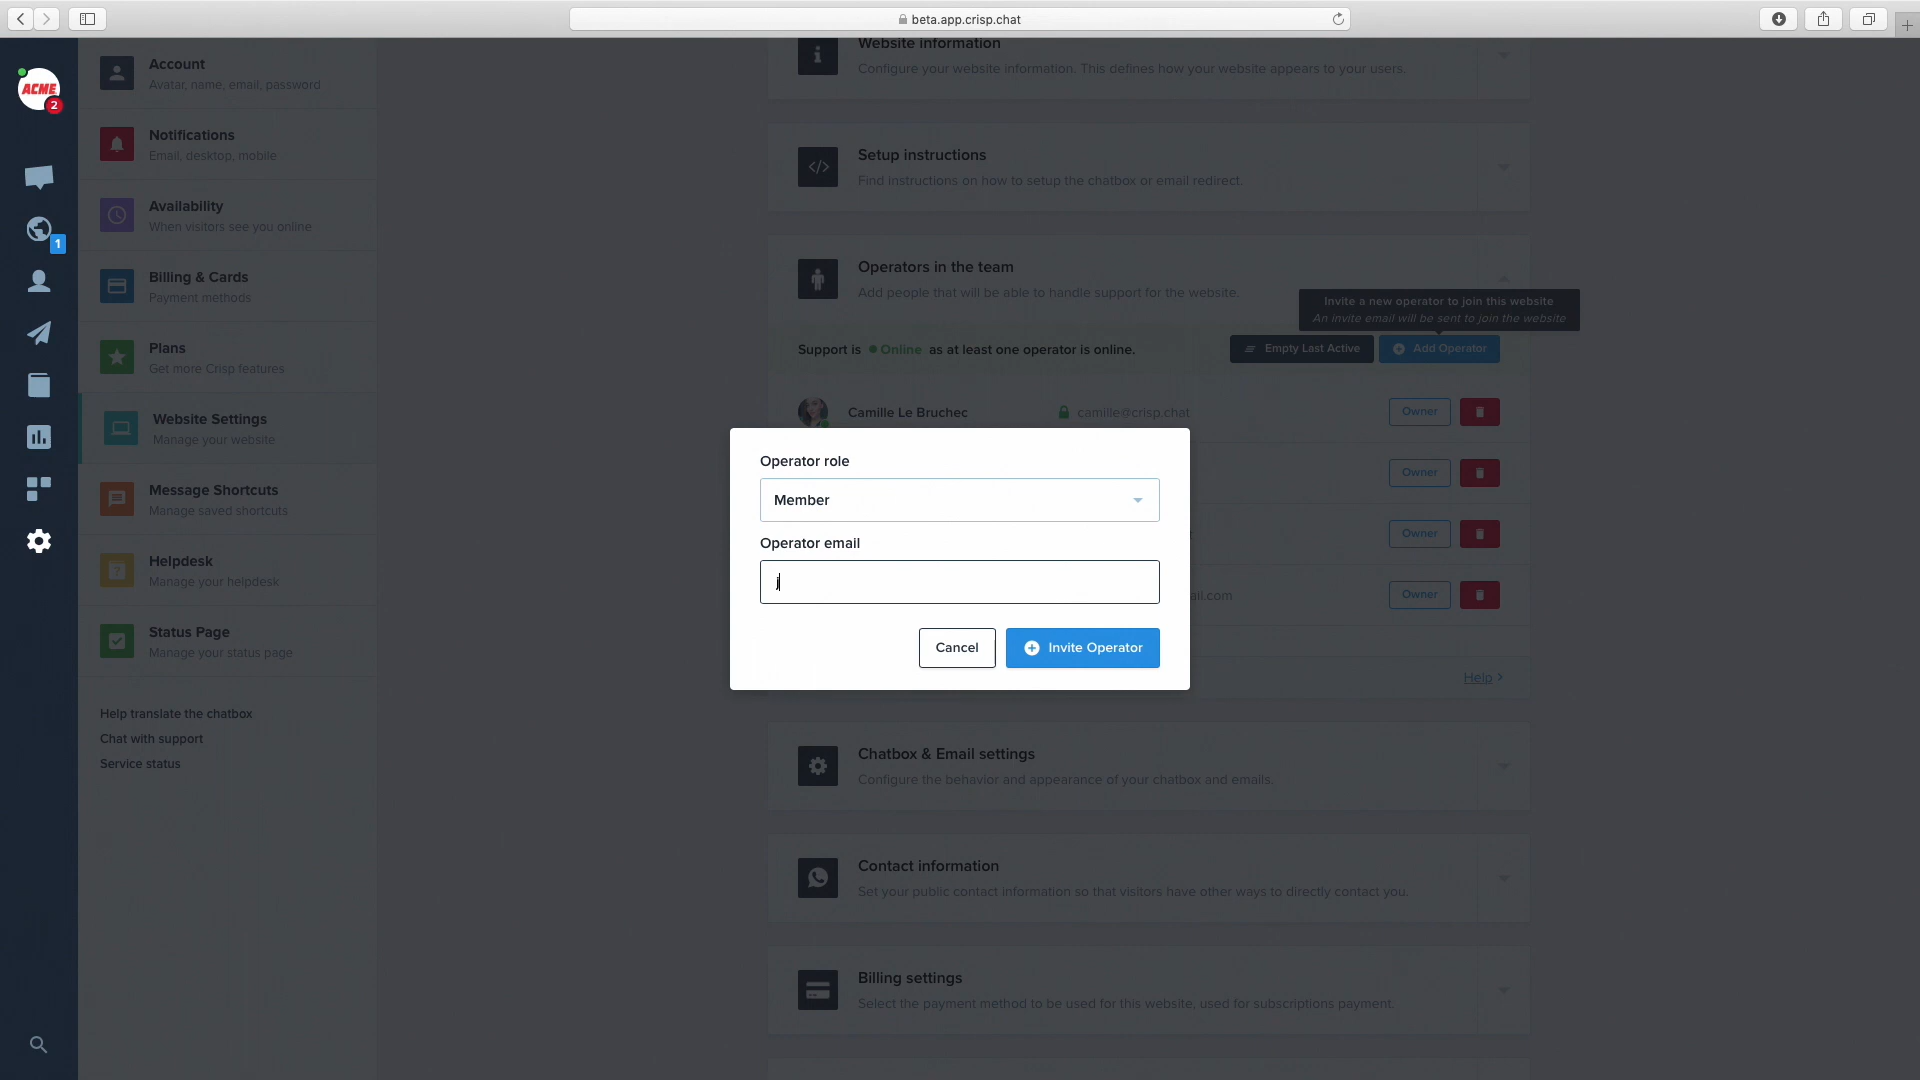 beta.app.crisp.chat
ACME
2
1
Account
Avatar, name, email, password
Notifications
Email, desktop, mobile
Availability
When visitors see you online
Billing & Cards
Payment methods
Plans
Get more Crisp features
Website Settings
Manage your website
Message Shortcuts
Manage saved shortcuts
Helpdesk
Manage your helpdesk
Status Page
Manage your status page
Help translate the chatbox
Chat with support
Service status
Website information
Configure your website information. This defines how your website appears to your users.
Setup instructions
Find instructions on how to setup the chatbox or email redirect.
Operators in the team
Add people that will be able to handle support for the website.
Invite a new operator to join this website
An invite email will be sent to join the website
Support is Online as at least one operator is online.
Empty Last Active
Add Operator
Camille Le Bruchec
camille@crisp.chat
Owner
Owner
Owner
ail.com
Owner
Operator role
Member
Operator email
j
Cancel
Invite Operator
Help
Chatbox & Email settings
Configure the behavior and appearance of your chatbox and emails.
Contact information
Set your public contact information so that visitors have other ways to directly contact you.
Billing settings
Select the payment method to be used for this website, used for subscriptions payment.